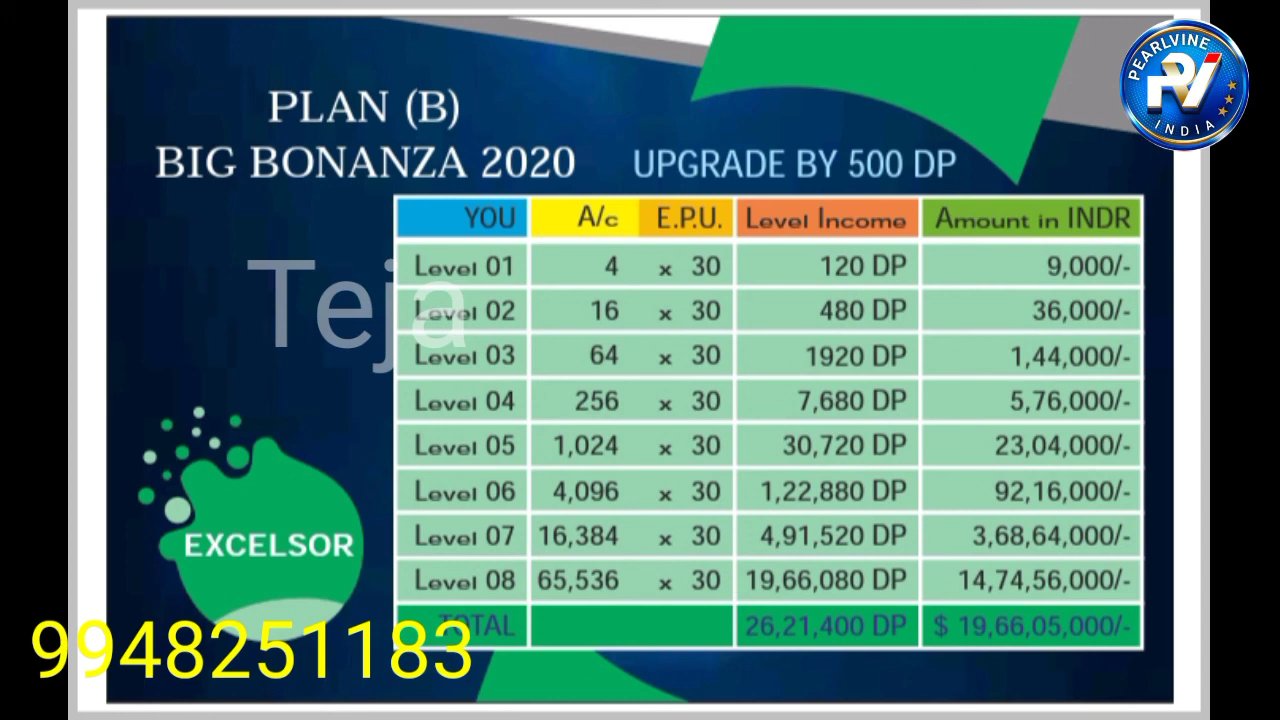 PEARLVINE
PV
INDIA
PLAN (B)
BIG BONANZA 2020
UPGRADE BY 500 DP
YOU A/c E.P.U. Level Income Amount in INDR
Level 01 4 x 30 120 DP 9,000/-
Level 02 16 x 30 480 DP 36,000/-
Level 03 64 x 30 1920 DP 1,44,000/-
Level 04 256 x 30 7,680 DP 5,76,000/-
Level 05 1,024 x 30 30,720 DP 23,04,000/-
Level 06 4,096 x 30 1,22,880 DP 92,16,000/-
Level 07 16,384 x 30 4,91,520 DP 3,68,64,000/-
Level 08 65,536 x 30 19,66,080 DP 14,74,56,000/-
TOTAL 26,21,400 DP $ 19,66,05,000/-
Teja
EXCELSOR
9948251183